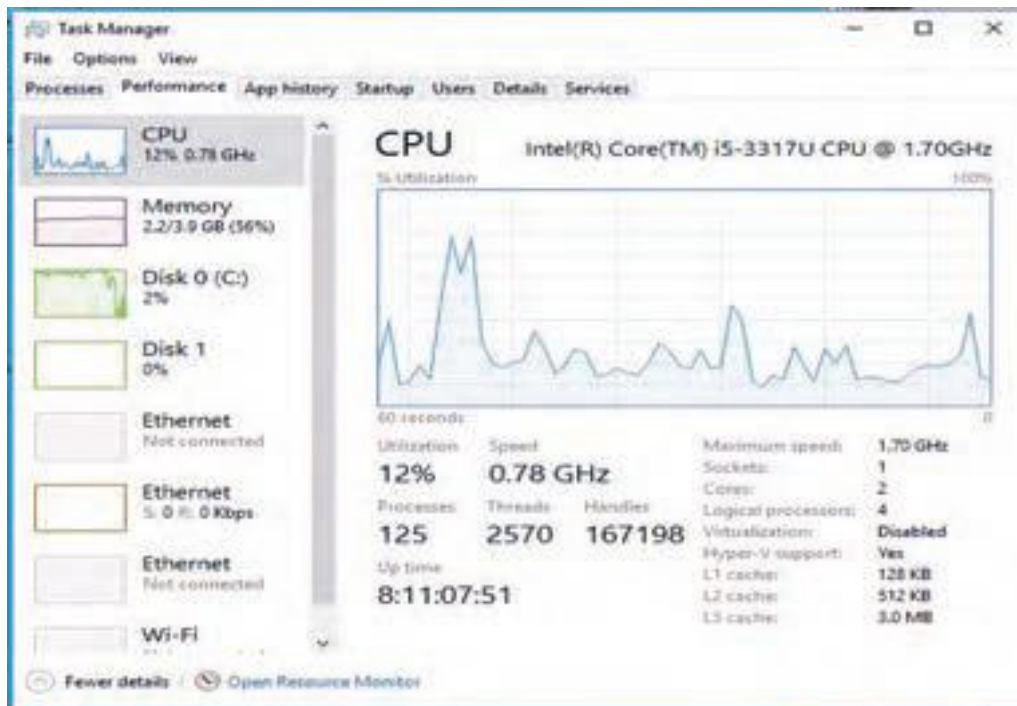 Task Manager
File Options View
Processes Performance App history Startup Users Details Services
CPU
12% 0.78 GHz
Memory
2.2/3.9 GB (56%)
Disk 0 (C:)
2%
Disk 1
0%
Ethernet
Not connected
Ethernet
S: 0 R: 0 Kbps
Ethernet
Not connected
Wi-Fi
CPU Intel(R) Core(TM) i5-3317U CPU @ 1.70GHz
% Utilization 100%
60 seconds 0
Utilization Speed
12% 0.78 GHz
Processes Threads Handles
125 2570 167198
Up time
8:11:07:51
Maximum speed: 1.70 GHz
Sockets: 1
Cores: 2
Logical processors: 4
Virtualization: Disabled
Hyper-V support: Yes
L1 cache: 128 KB
L2 cache: 512 KB
L3 cache: 3.0 MB
Fewer details Open Resource Monitor